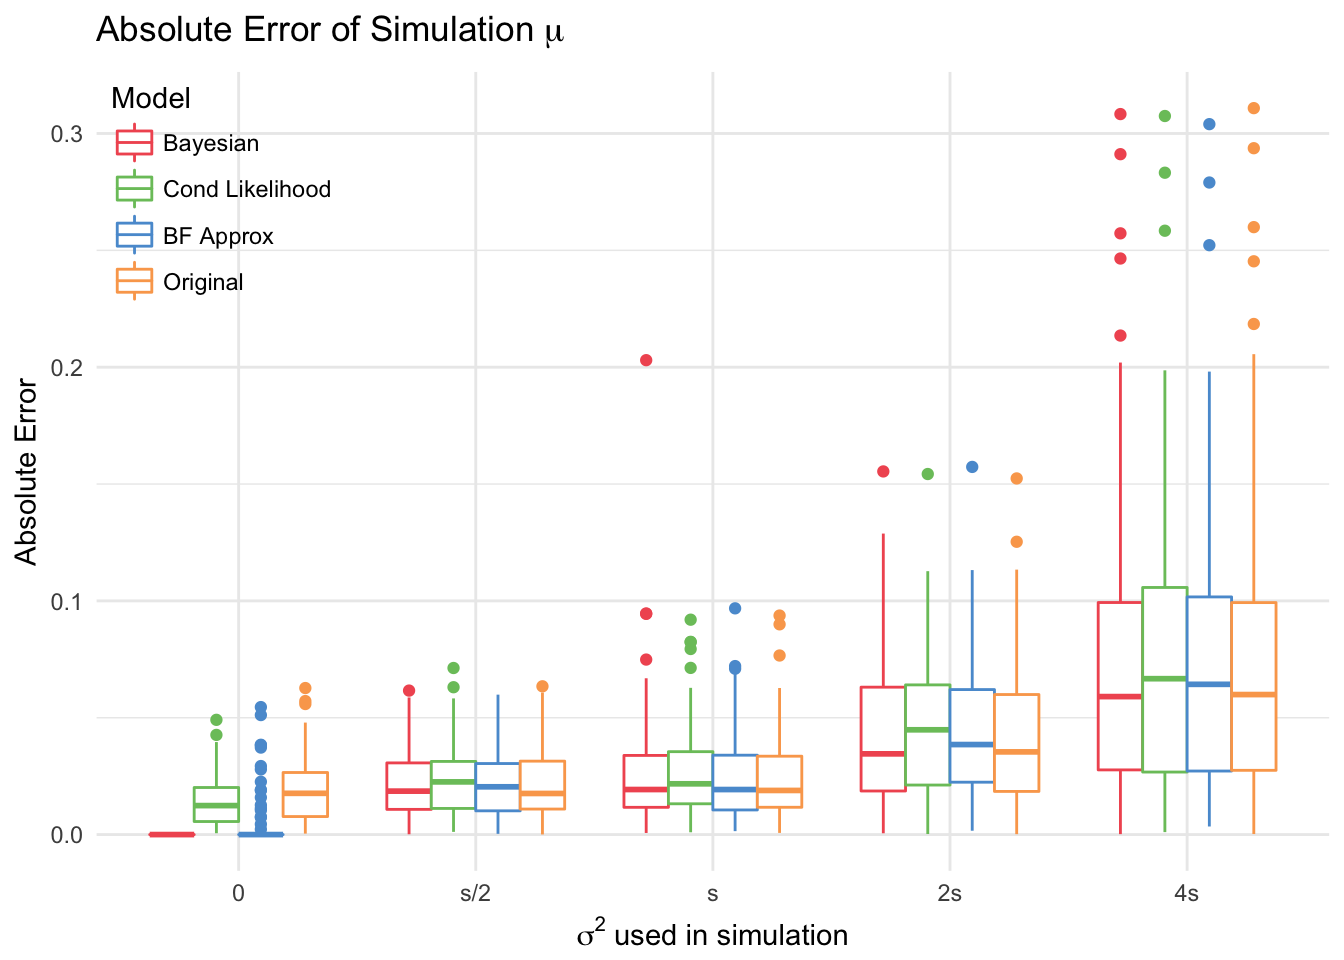 Absolute Error of Simulation μ
Model
Bayesian
Cond Likelihood
BF Approx
Original
Absolute Error
0.3
0.2
0.1
0.0
0 s/2 s 2s 4s
σ² used in simulation